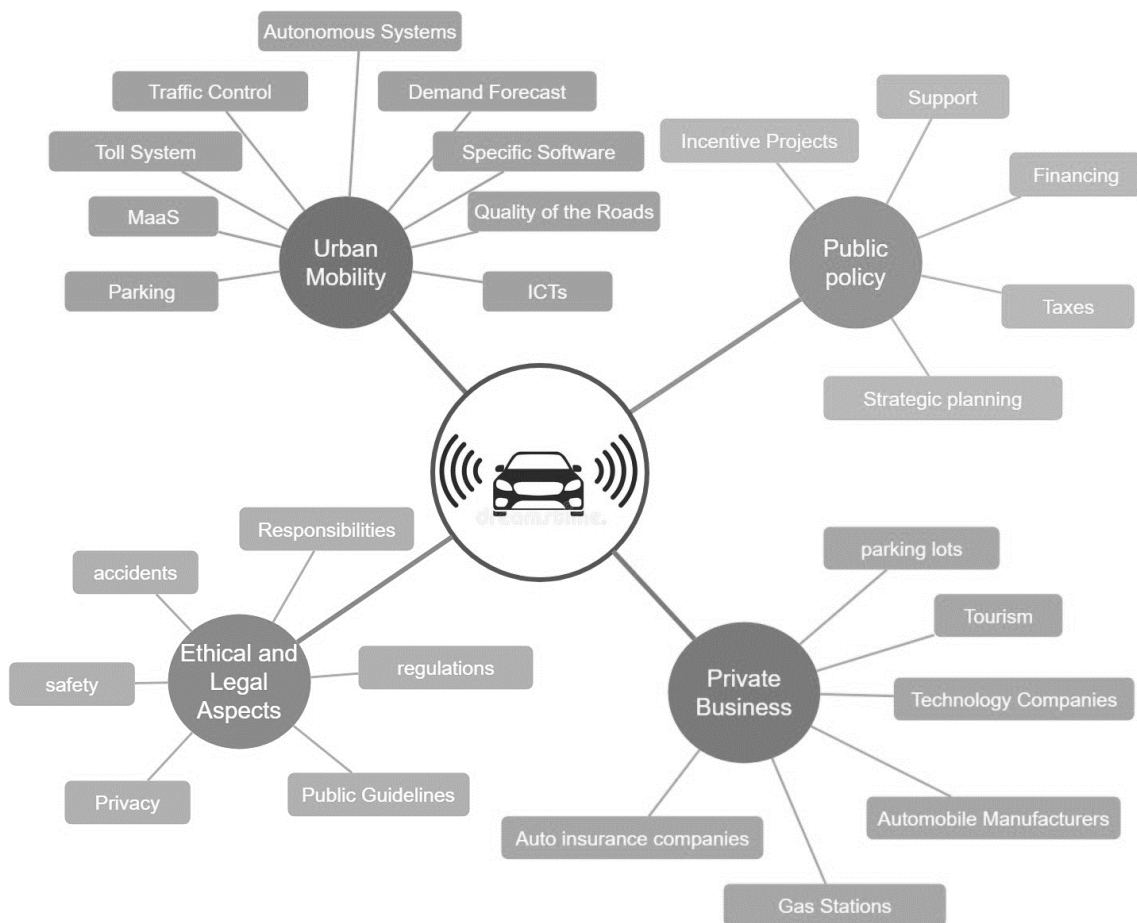 Autonomous Systems
Traffic Control
Demand Forecast
Toll System
Specific Software
MaaS
Quality of the Roads
Parking
ICTs
Urban
Mobility
Support
Incentive Projects
Financing
Public
policy
Taxes
Strategic planning
dreamstime.
Responsibilities
accidents
Ethical and
Legal
Aspects
regulations
safety
Privacy
Public Guidelines
parking lots
Tourism
Private
Business
Technology Companies
Automobile Manufacturers
Auto insurance companies
Gas Stations